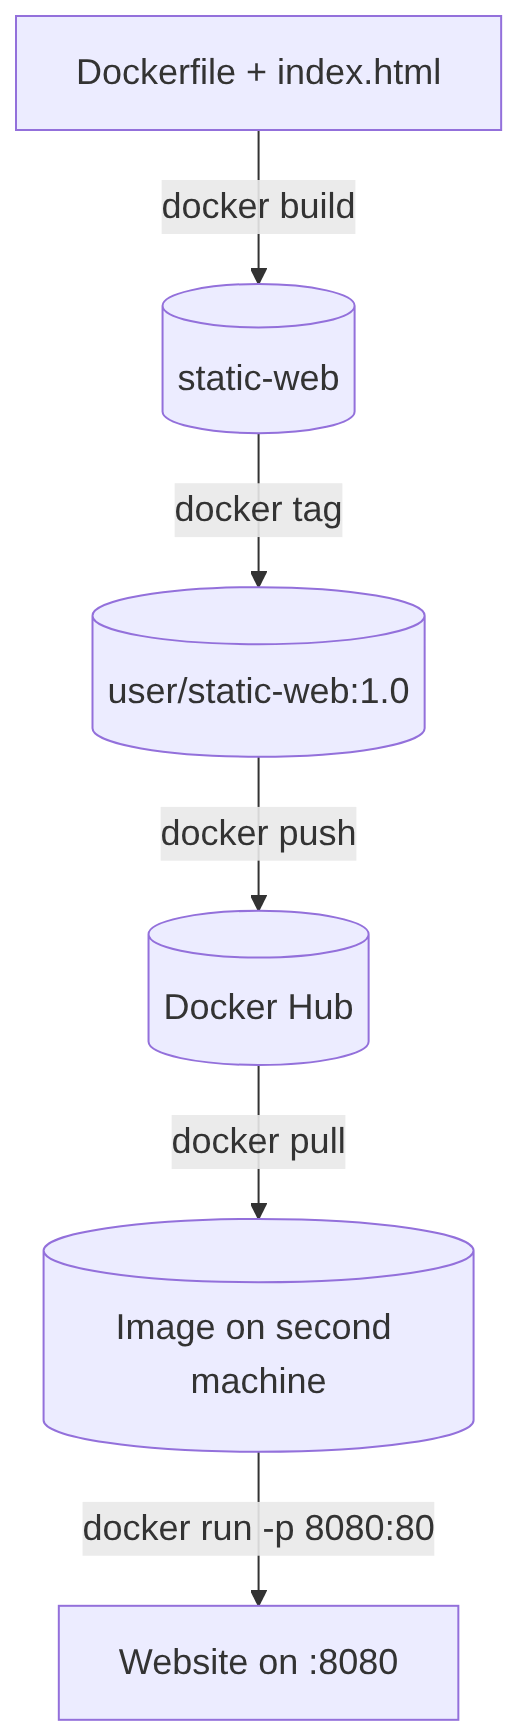 Dockerfile + index.html
docker build
static-web
docker tag
user/static-web:1.0
docker push
Docker Hub
docker pull
Image on second
machine
docker run -p 8080:80
Website on :8080